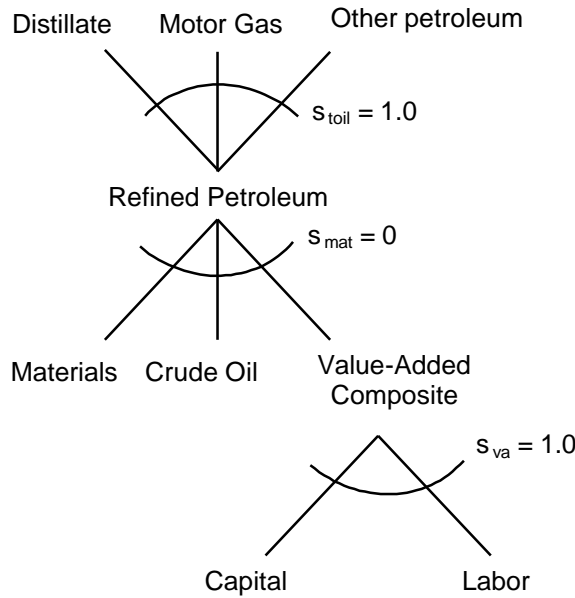 Distillate
Motor Gas
Other petroleum
s toil = 1.0
Refined Petroleum
s mat = 0
Materials
Crude Oil
Value-Added
Composite
s va = 1.0
Capital
Labor